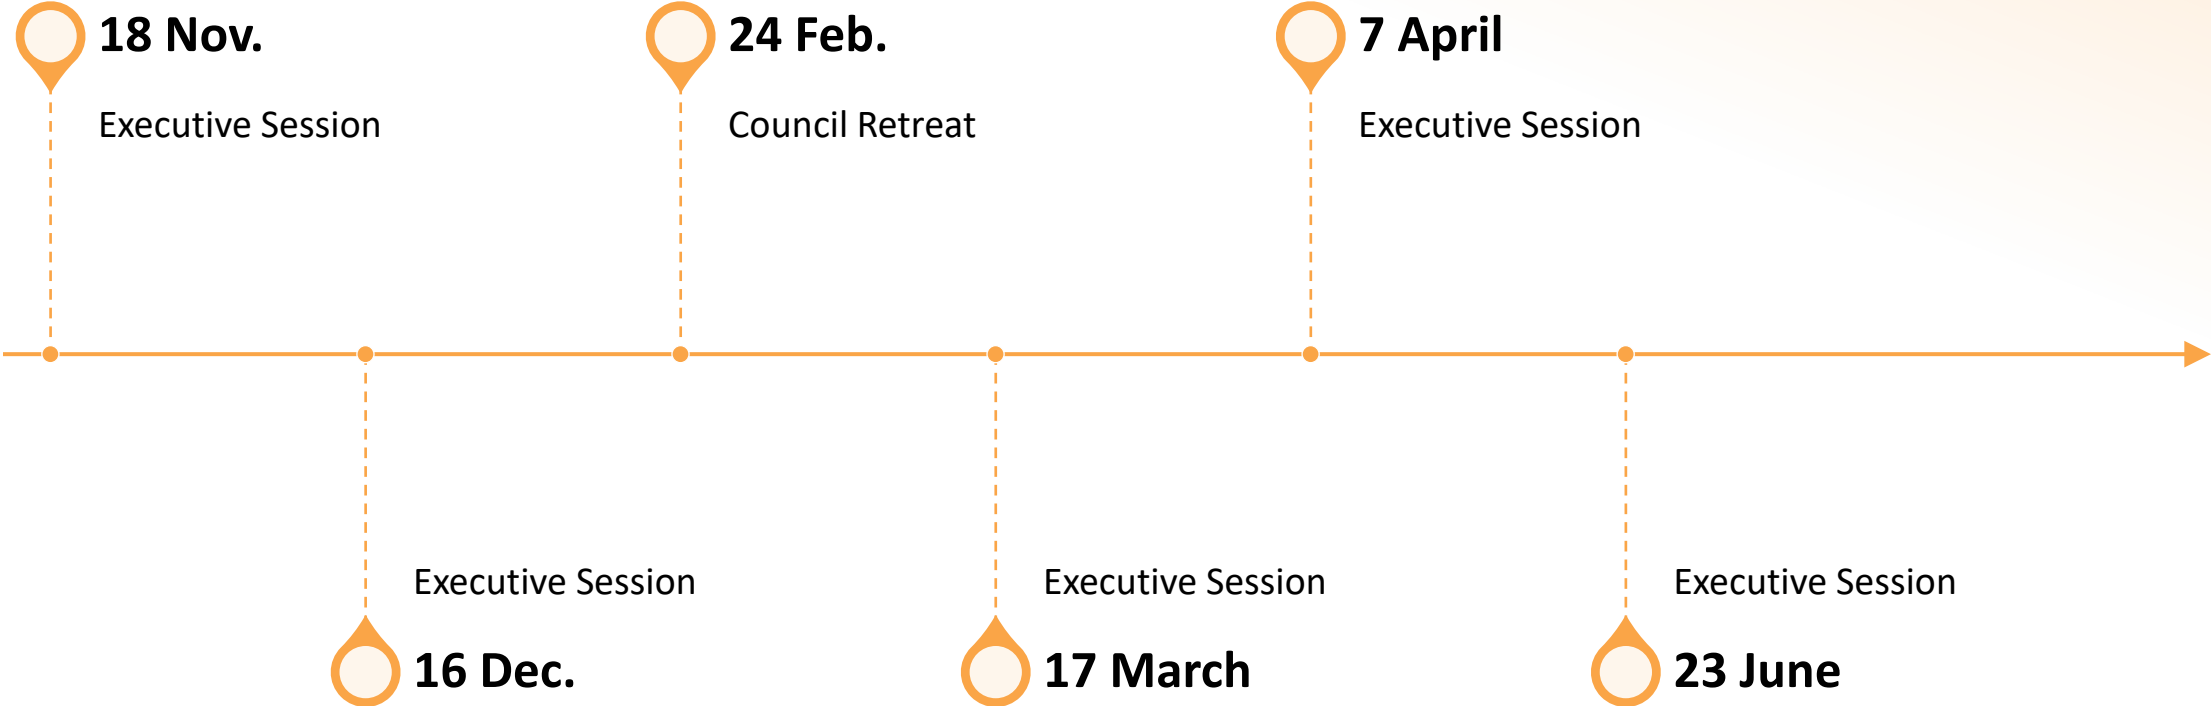 18 Nov.
Executive Session
24 Feb.
Council Retreat
7 April
Executive Session
Executive Session
16 Dec.
Executive Session
17 March
Executive Session
23 June